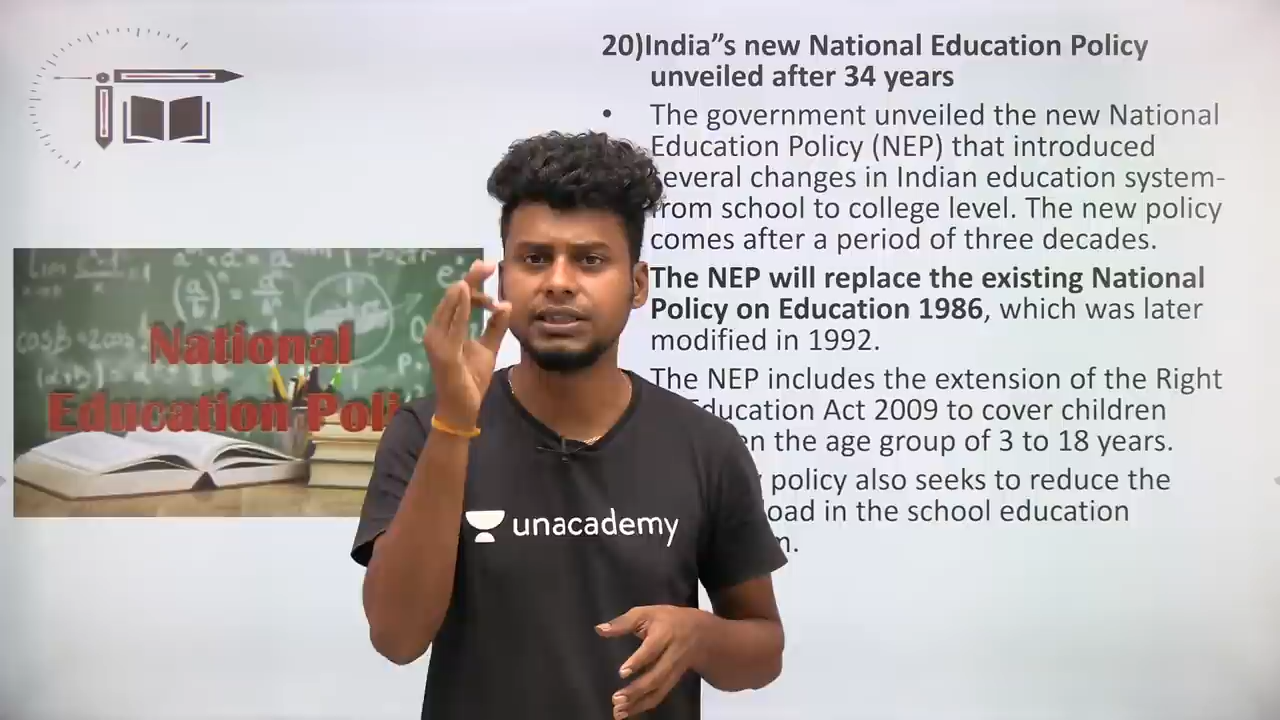 20)India”s new National Education Policy
unveiled after 34 years
• The government unveiled the new National
Education Policy (NEP) that introduced
several changes in Indian education system-
from school to college level. The new policy
comes after a period of three decades.
The NEP will replace the existing National
Policy on Education 1986, which was later
modified in 1992.
The NEP includes the extension of the Right
Education Act 2009 to cover children
the age group of 3 to 18 years.
policy also seeks to reduce the
load in the school education
National
Education Poli
unacademy